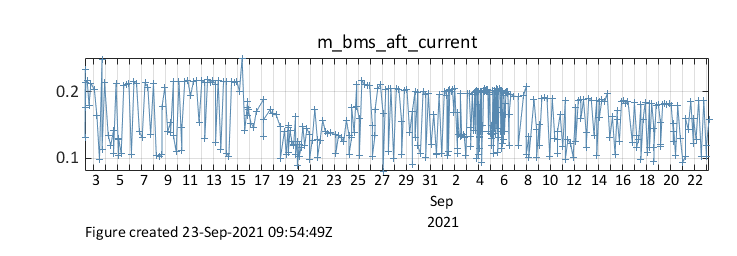 m_bms_aft_current
0.2
0.1
3 5 7 9 11 13 15 17 19 21 23 25 27 29 31 2 4 6 8 10 12 14 16 18 20 22
Sep
2021
Figure created 23-Sep-2021 09:54:49Z